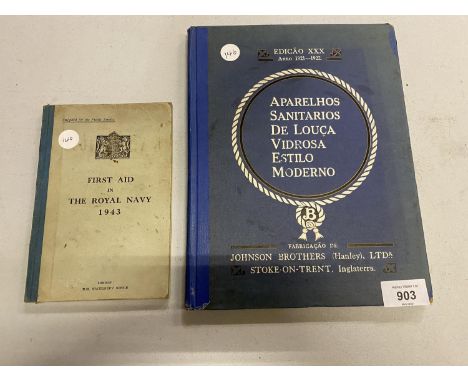 FIRST AID
IN
THE ROYAL NAVY
1943
LONDON
EDIÇÃO XXX
APARELHOS
SANITARIOS
DE LOUÇA
VIDROSA
ESTILO
MODERNO
B
FABRICAÇÃO DE
JOHNSON BROTHERS (Hanley), LTDA
STOKE-ON-TRENT, Inglaterra.
903